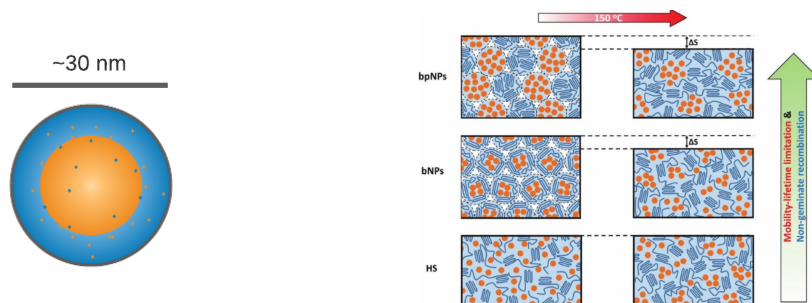 ~30 nm
150 °C
ΔS
bpNPs
ΔS
bNPs
HS
Mobility-lifetime limitation &
Non-geminate recombination